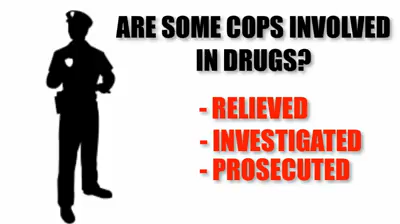 ARE SOME COPS INVOLVED
IN DRUGS?
- RELIEVED
- INVESTIGATED
- PROSECUTED